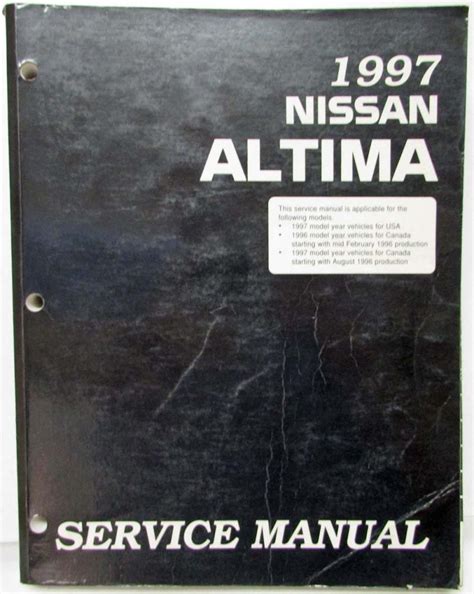 1997
NISSAN
ALTIMA
This service manual is applicable for the
following models.
• 1997 model year vehicles for USA
• 1996 model year vehicles for Canada
starting with mid February 1996 production
• 1997 model year vehicles for Canada
starting with August 1996 production
SERVICE MANUAL